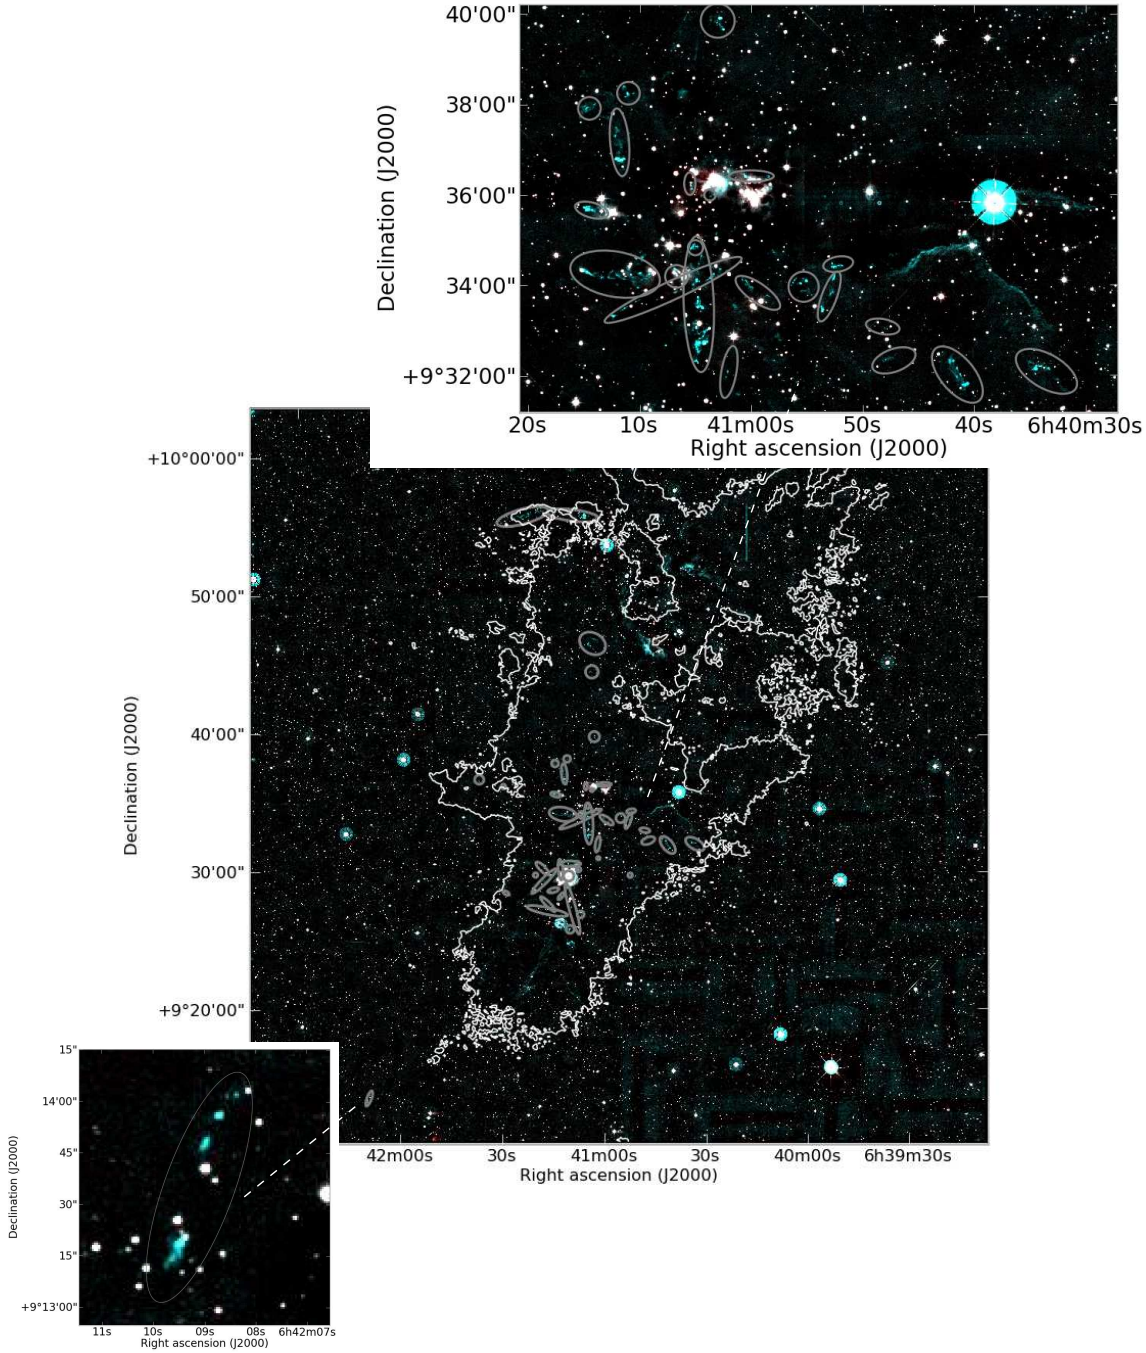 40'00"
38'00"
36'00"
34'00"
+9°32'00"
Declination (J2000)
20s 10s 41m00s 50s 40s 6h40m30s
Right ascension (J2000)
+10°00'00"
50'00"
40'00"
30'00"
+9°20'00"
Declination (J2000)
42m00s 30s 41m00s 30s 40m00s 6h39m30s
Right ascension (J2000)
15"
14'00"
45"
30"
15"
+9°13'00"
Declination (J2000)
11s 10s 09s 08s 6h42m07s
Right ascension (J2000)